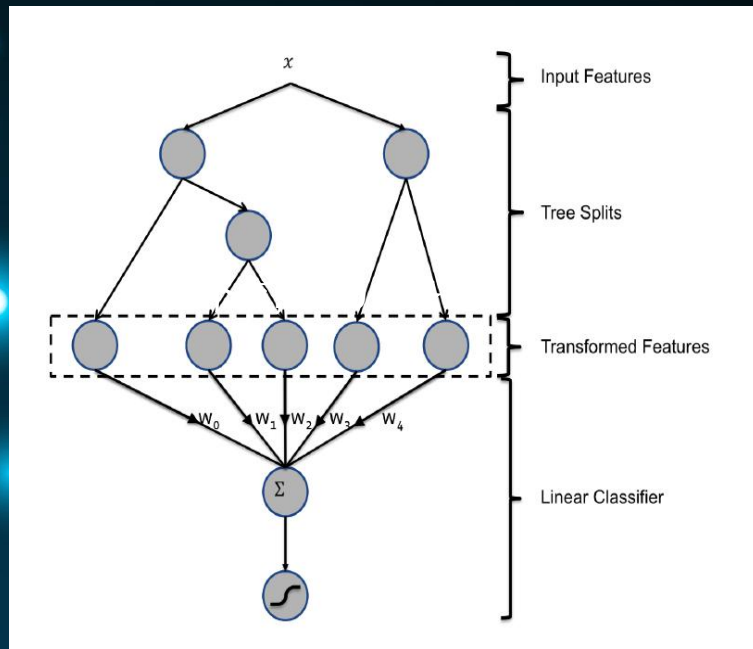 x
Input Features
Tree Splits
Transformed Features
W₀ W₁ W₂ W₃ W₄
Σ
Linear Classifier